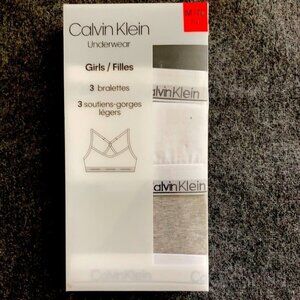 Calvin Klein
Underwear
Girls / Filles
3 bralettes
3 soutiens-gorges
légers
Calvin Klein
Calvin Klein